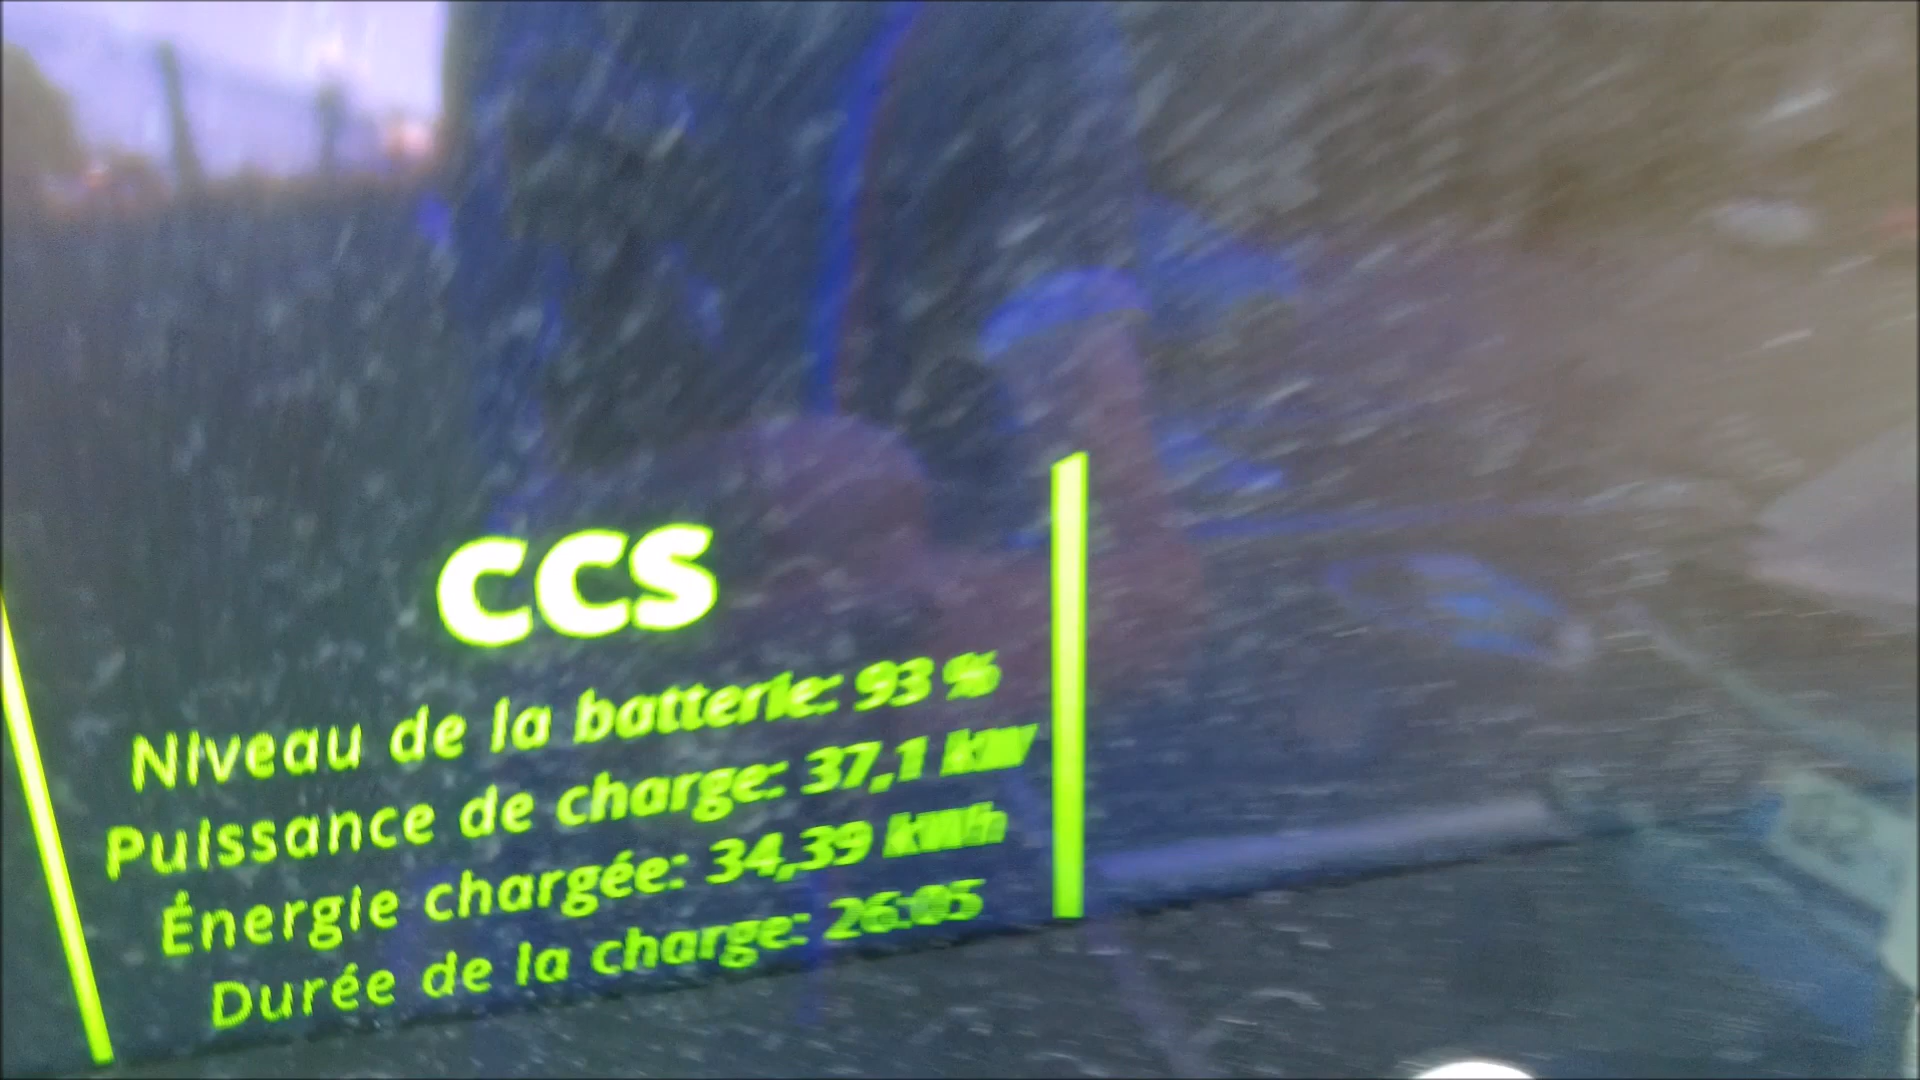 CCS
Niveau de la batterie: 93 %
Puissance de charge: 37,1 kW
Énergie chargée: 34,39 kWh
Durée de la charge: 26:05